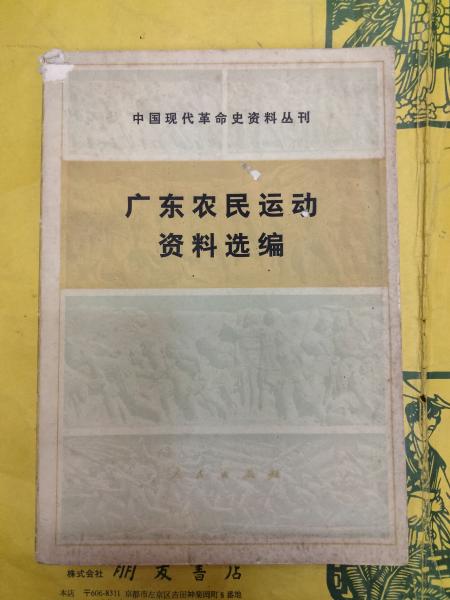 中国现代革命史资料丛刊
广东农民运动
资料选编
人民出版社
株式会社 朋友書店
本店 〒606-8311 京都市左京区吉田神楽岡町8番地